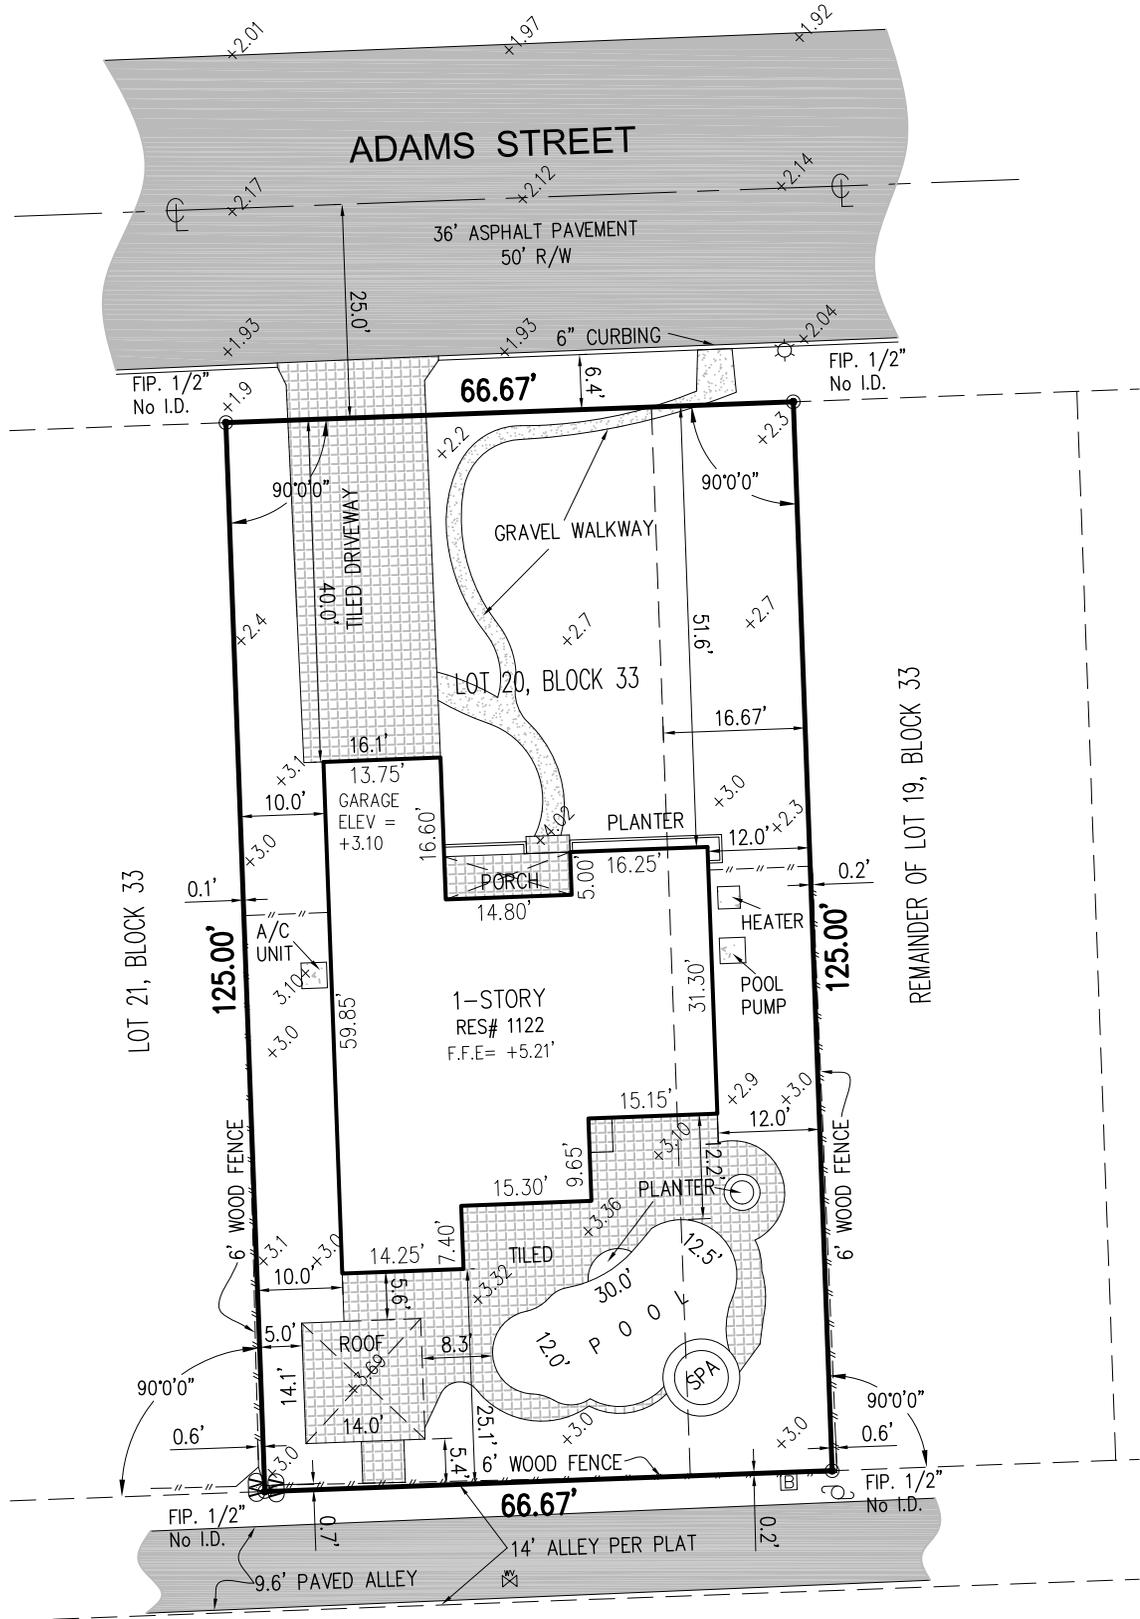 +2.01
+1.97
+1.92
ADAMS STREET
+2.17
+2.12
+2.14
36' ASPHALT PAVEMENT
50' R/W
25.0'
+1.93
+1.93
6" CURBING
+2.04
FIP. 1/2"
No I.D.
+1.9
66.67'
6.4'
FIP. 1/2"
No I.D.
+2.2
+2.3
90°0'0"
90°0'0"
TILED DRIVEWAY
40.0'
GRAVEL WALKWAY
+2.4
+2.7
51.6'
+2.7
LOT 20, BLOCK 33
16.67'
16.1'
13.75'
+3.1
10.0'
GARAGE
ELEV =
+3.10
16.60'
+4.02
PLANTER
+3.0
+2.3
12.0'
+3.0
16.25'
5.00'
PORCH
14.80'
0.1'
0.2'
LOT 21, BLOCK 33
125.00'
A/C
UNIT
3.10+
HEATER
POOL
PUMP
125.00'
REMAINDER OF LOT 19, BLOCK 33
1-STORY
RES# 1122
F.F.E= +5.21'
59.85'
31.30'
+3.0
+2.9
+3.0
15.15'
12.0'
6' WOOD FENCE
6' WOOD FENCE
9.65'
+3.10
12.2'
PLANTER
15.30'
+3.36
7.40'
TILED
14.25'
+3.1
+3.0
10.0'
5.6'
+3.32
12.5'
30.0'
POOL
12.0'
5.0'
ROOF
8.3'
+3.69
14.1'
14.0'
SPA
90°0'0"
90°0'0"
25.1'
+3.0
+3.0
0.6'
0.6'
5.4'
6' WOOD FENCE
+3.0
66.67'
B
FIP. 1/2"
No I.D.
FIP. 1/2"
No I.D.
0.7'
0.2'
14' ALLEY PER PLAT
WV
9.6' PAVED ALLEY